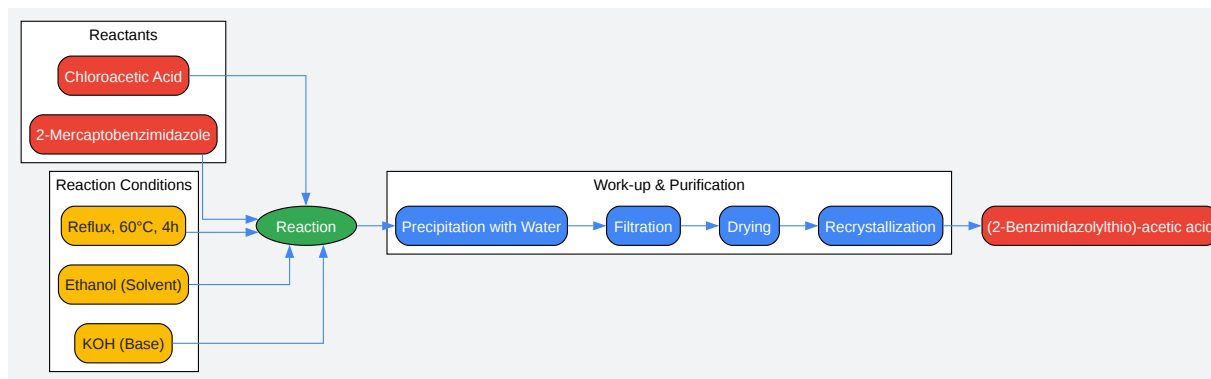 Reactants
Chloroacetic Acid
2-Mercaptobenzimidazole
Reaction Conditions
Reflux, 60°C, 4h
Ethanol (Solvent)
KOH (Base)
Reaction
Work-up & Purification
Precipitation with Water
Filtration
Drying
Recrystallization
(2-Benzimidazolylthio)-acetic acid